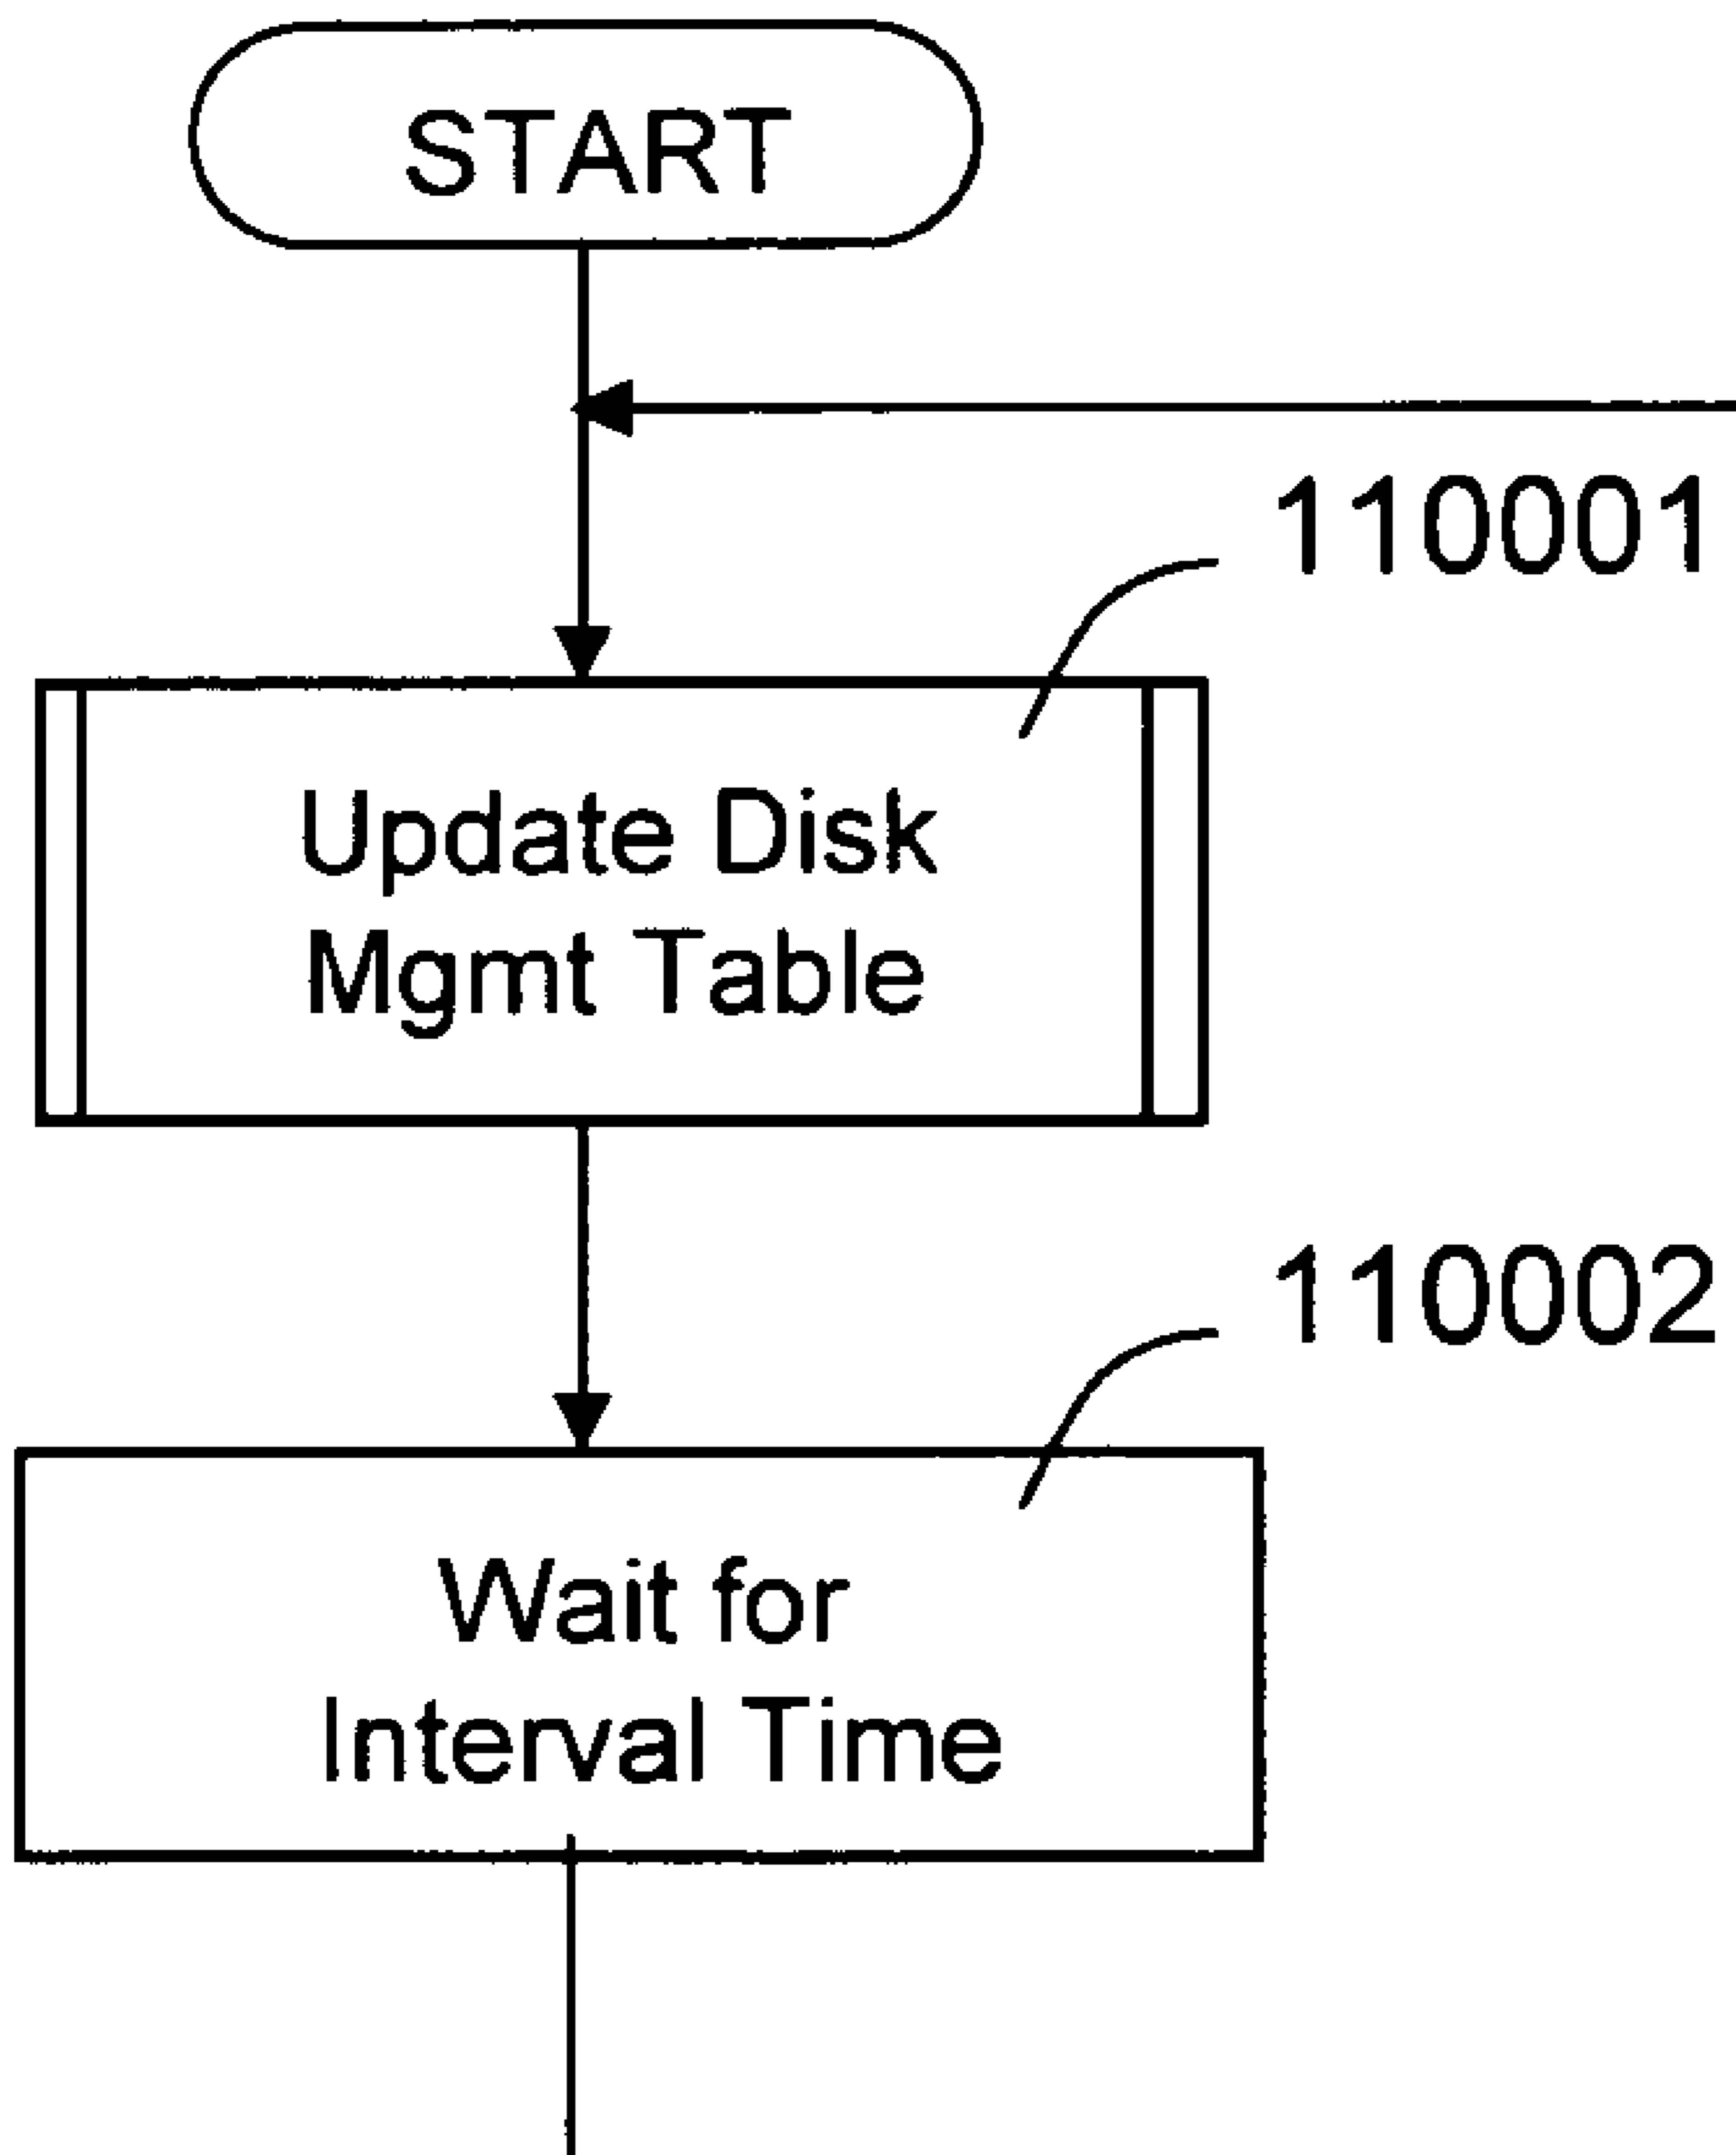 START
110001
Update Disk
Mgmt Table
110002
Wait for
Interval Time